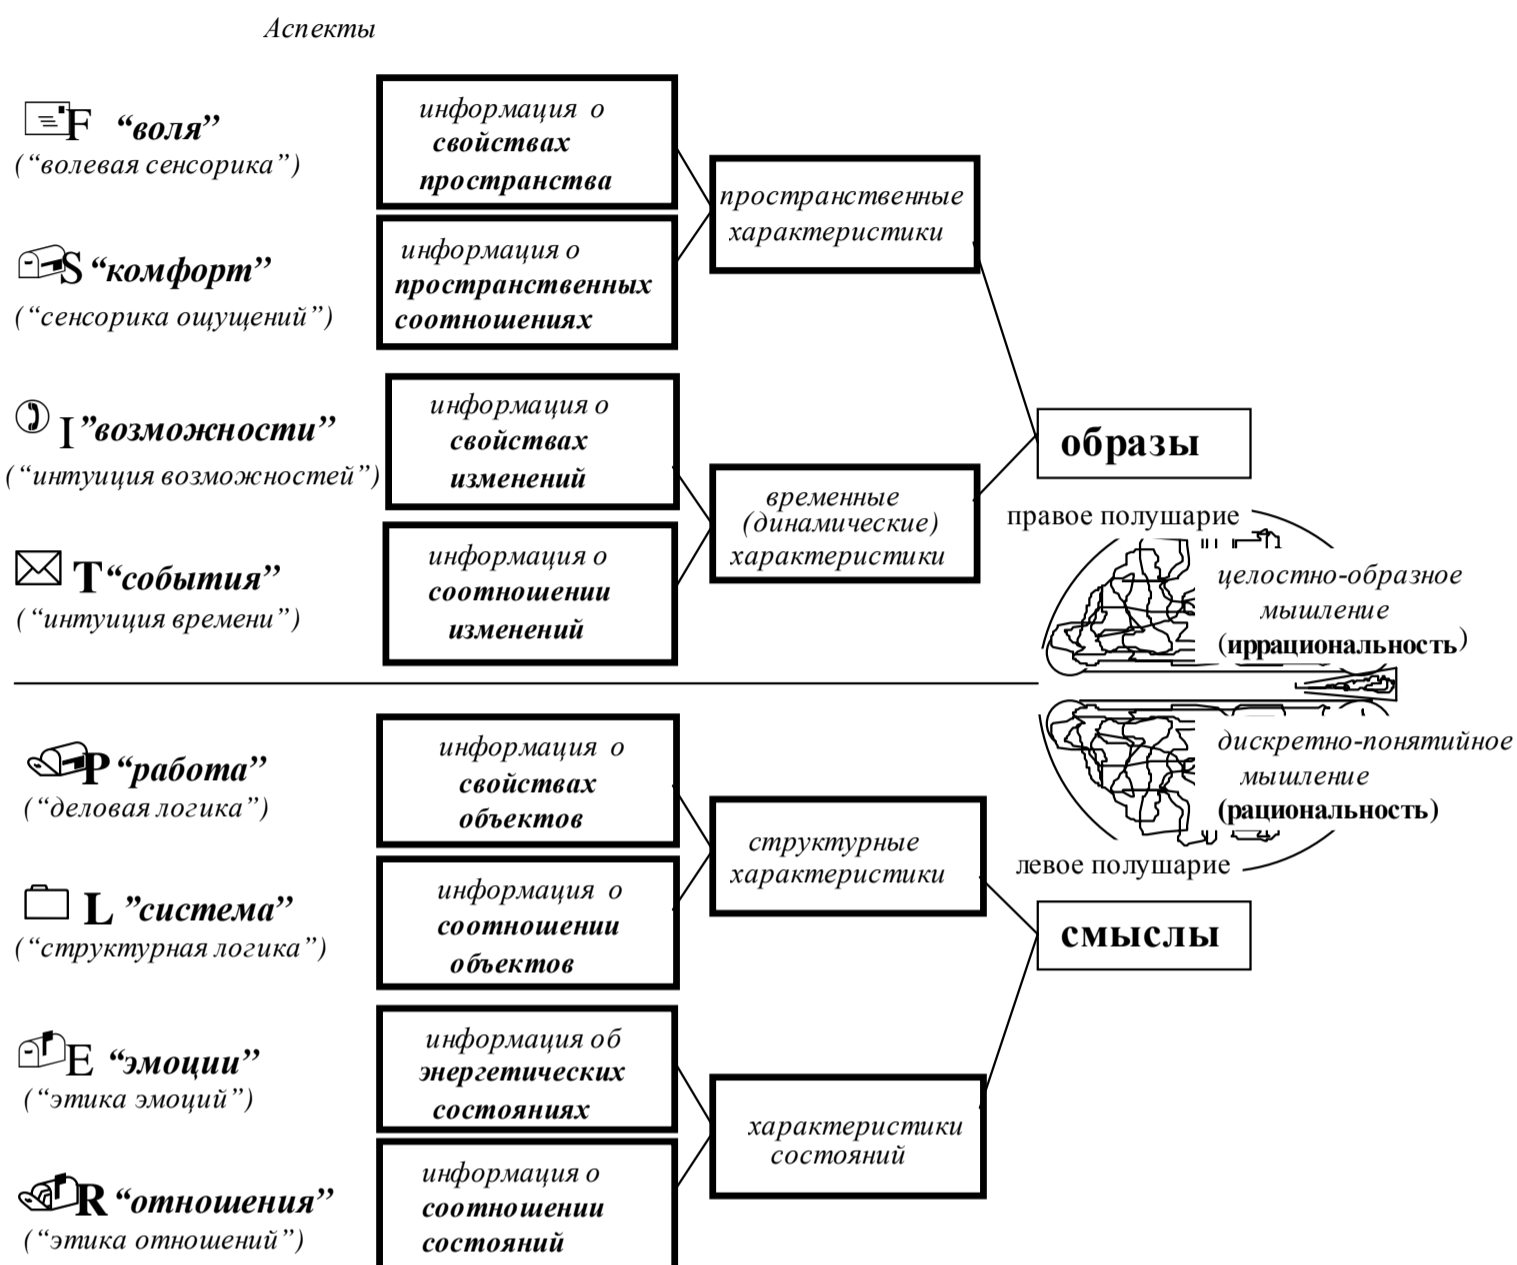 Аспекты
F “воля”
(“волевая сенсорика”)
информация о
свойствах
пространства
S “комфорт”
(“сенсорика ощущений”)
информация о
пространственных
соотношениях
пространственные
характеристики
I ”возможности”
(“интуиция возможностей”)
информация о
свойствах
изменений
T “события”
(“интуиция времени”)
информация о
соотношении
изменений
временные
(динамические)
характеристики
образы
правое полушарие
целостно-образное
мышление
(иррациональность)
P “работа”
(“деловая логика”)
информация о
свойствах
объектов
L ”система”
(“структурная логика”)
информация о
соотношении
объектов
структурные
характеристики
дискретно-понятийное
мышление
(рациональность)
левое полушарие
смыслы
E “эмоции”
(“этика эмоций”)
информация об
энергетических
состояниях
R “отношения”
(“этика отношений”)
информация о
соотношении
состояний
характеристики
состояний